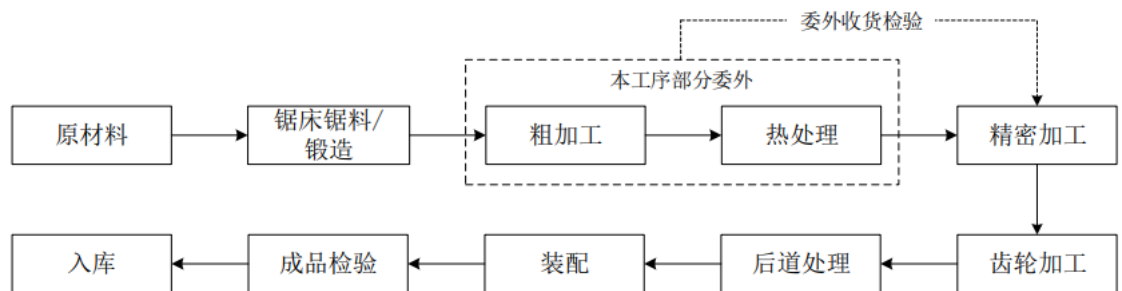 委外收货检验
本工序部分委外
原材料
锯床锯料/
锻造
粗加工
热处理
精密加工
入库
成品检验
装配
后道处理
齿轮加工